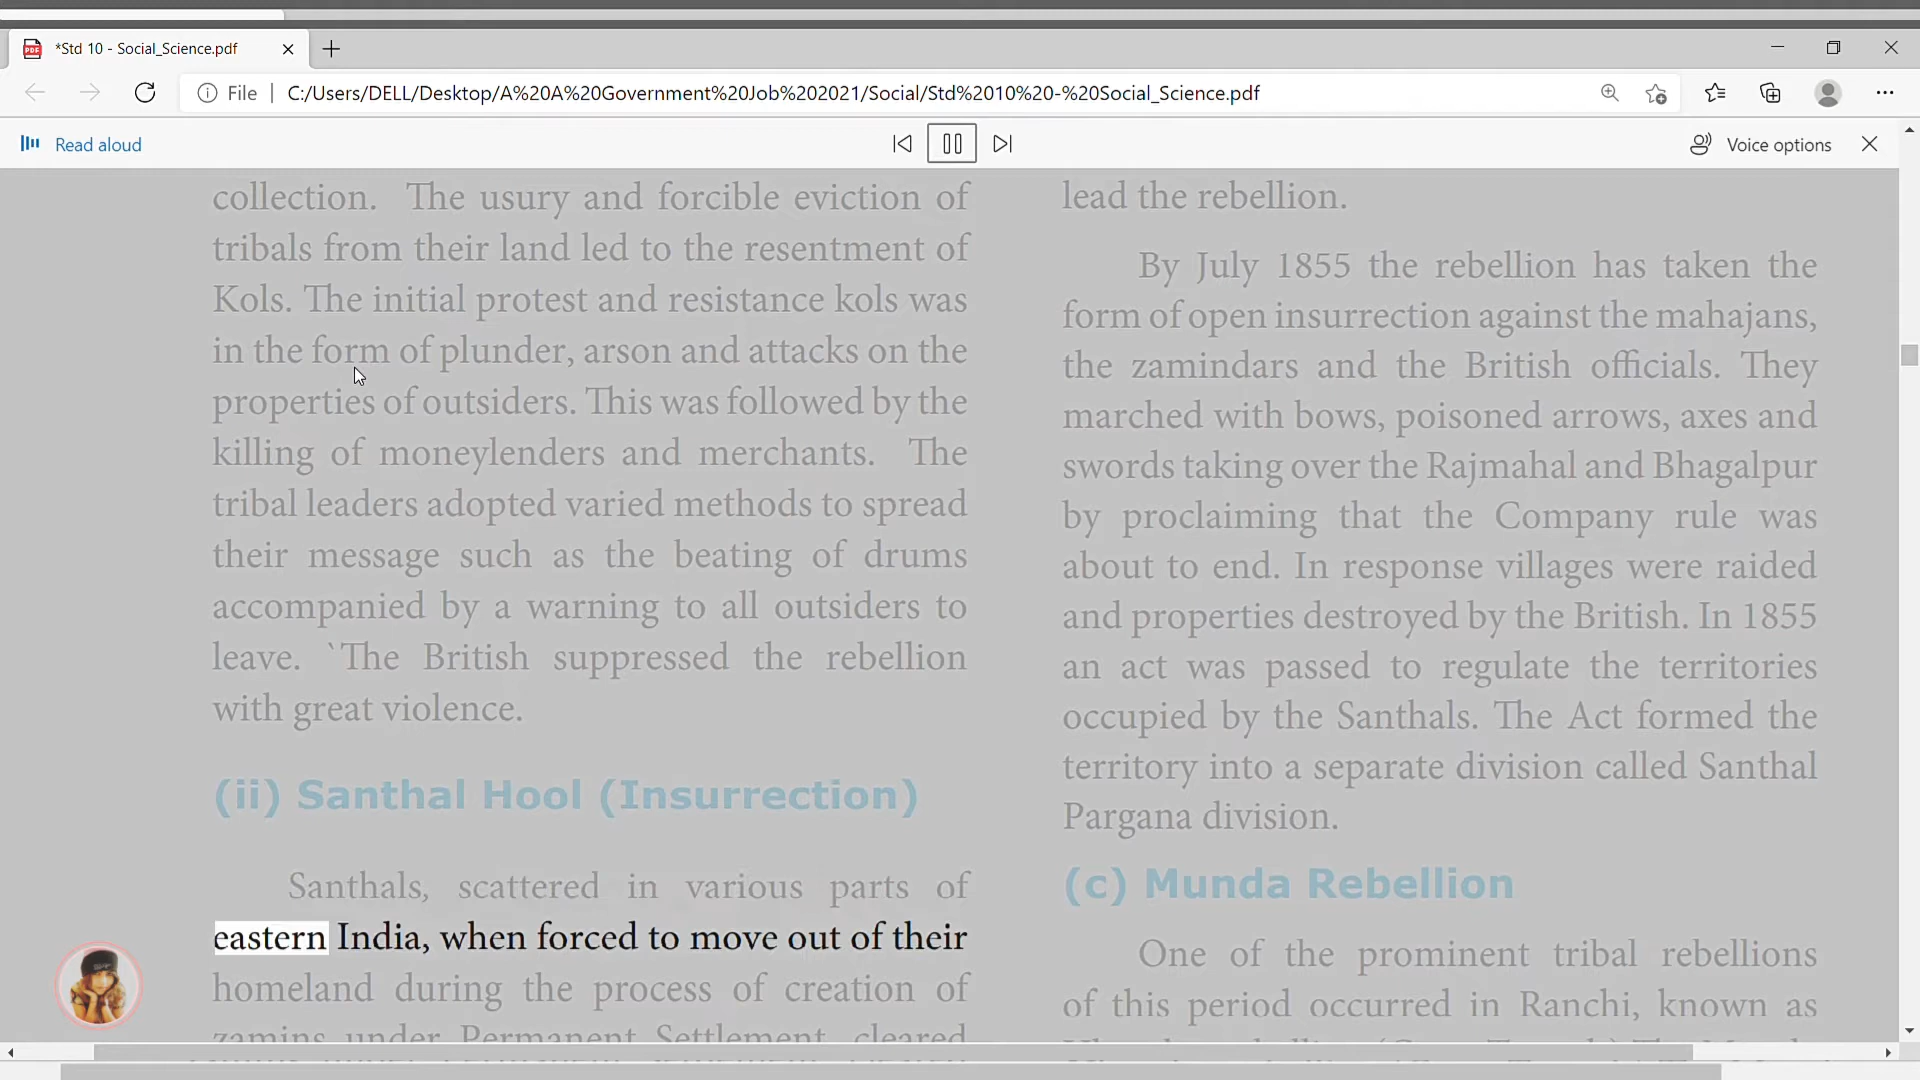 *Std 10 - Social_Science.pdf
File
C:/Users/DELL/Desktop/A%20A%20Government%20Job%202021/Social/Std%2010%20-%20Social_Science.pdf
Read aloud
Voice options
collection. The usury and forcible eviction of
tribals from their land led to the resentment of
Kols. The initial protest and resistance kols was
in the form of plunder, arson and attacks on the
properties of outsiders. This was followed by the
killing of moneylenders and merchants. The
tribal leaders adopted varied methods to spread
their message such as the beating of drums
accompanied by a warning to all outsiders to
leave. `The British suppressed the rebellion
with great violence.
(ii) Santhal Hool (Insurrection)
Santhals, scattered in various parts of
eastern India, when forced to move out of their
homeland during the process of creation of
zamins under Permanent Settlement, cleared
lead the rebellion.
By July 1855 the rebellion has taken the
form of open insurrection against the mahajans,
the zamindars and the British officials. They
marched with bows, poisoned arrows, axes and
swords taking over the Rajmahal and Bhagalpur
by proclaiming that the Company rule was
about to end. In response villages were raided
and properties destroyed by the British. In 1855
an act was passed to regulate the territories
occupied by the Santhals. The Act formed the
territory into a separate division called Santhal
Pargana division.
(c) Munda Rebellion
One of the prominent tribal rebellions
of this period occurred in Ranchi, known as